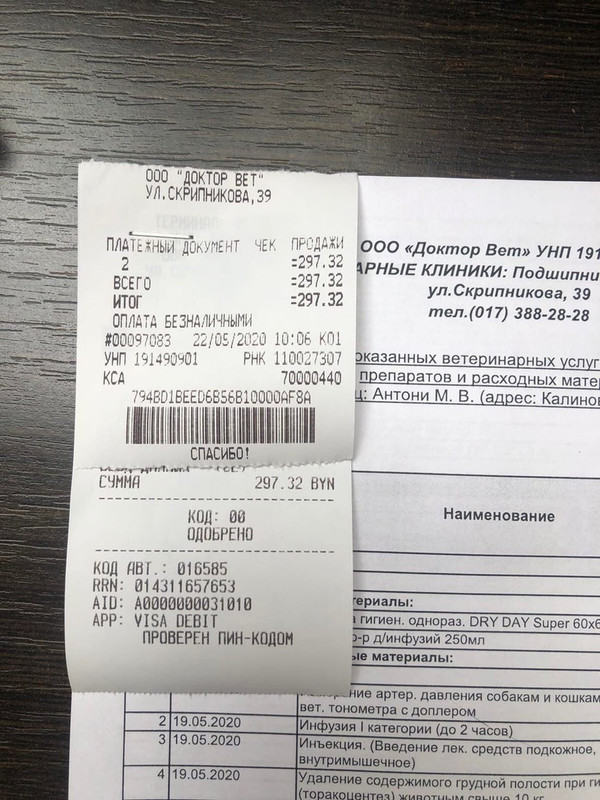 ООО "ДОКТОР ВЕТ"
УЛ.СКРИПНИКОВА,39
ПЛАТЕЖНЫЙ ДОКУМЕНТ ЧЕК ПРОДАЖИ
2 =297.32
ВСЕГО =297.32
ИТОГ =297.32
ОПЛАТА БЕЗНАЛИЧНЫМИ
#00097083 22/05/2020 10:06 К01
УНП 191490901 РНК 110027307
КСА 70000440
794BD1BEED6B56B10000AF8A
СПАСИБО!
СУММА 297.32 BYN
КОД: 00
ОДОБРЕНО
КОД АВТ.: 016585
RRN: 014311657653
AID: A0000000031010
APP: VISA DEBIT
ПРОВЕРЕН ПИН-КОДОМ
ООО «Доктор Вет» УНП 191
АРНЫЕ КЛИНИКИ: Подшипни
ул.Скрипникова, 39
тел.(017) 388-28-28
оказанных ветеринарных услуг
препаратов и расходных матер
ц: Антони М. В. (адрес: Калинов
Наименование
атериалы:
а гигиен. однораз. DRY DAY Super 60x6
р-р д/инфузий 250мл
ые материалы:
артер. давления собакам и кошкам
вет. тонометра с доплером
2 19.05.2020 Инфузия I категории (до 2 часов)
3 19.05.2020 Инъекция. (Введение лек. средств подкожное,
внутримышечное)
4 19.05.2020 Удаление содержимого грудной полости при ги
(торакоцентез) животным свыше 10 кг